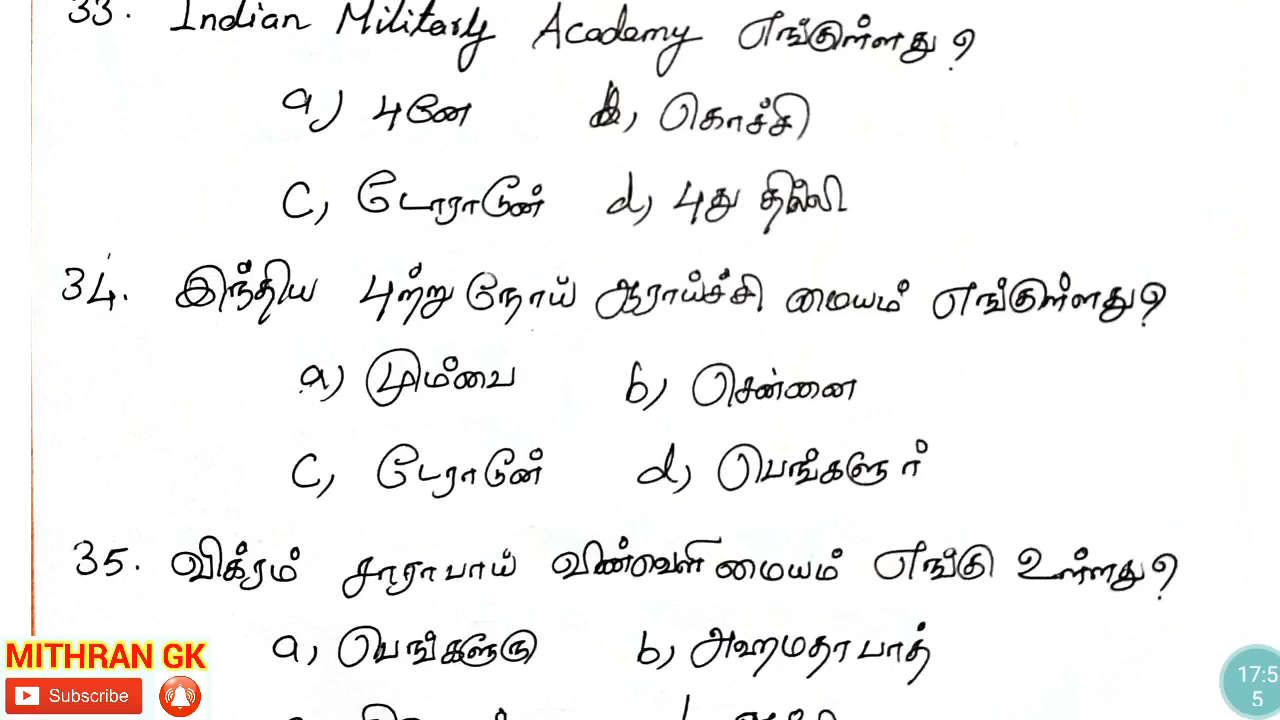 33. Indian Military Academy எங்குள்ளது?
a) புனே b) கொச்சி
c) டோராடூன் d) புது தில்லி
34. இந்திய புற்று நோய் ஆராய்ச்சி மையம் எங்குள்ளது?
a) மும்பை b) சென்னை
c) டேராடூன் d) பெங்களூர்
35. விக்ரம் சாராபாய் விண்வெளி மையம் எங்கு உள்ளது?
a) பெங்களூரு b) அஹமதாபாத்
MITHRAN GK
Subscribe
17:5
5